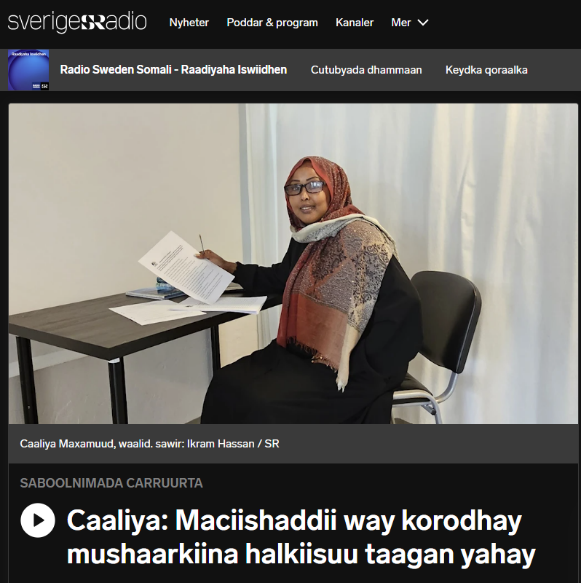 sverigesRadio
Nyheter Poddar & program Kanaler Mer
Radio Sweden Somali - Raadiyaha Iswiidhen Cutubyada dhammaan Keydka qoraalka
Caaliya Maxamuud, waalid. sawir: Ikram Hassan / SR
SABOOLNIMADA CARRUURTA
Caaliya: Maciishaddii way korodhay
mushaarkiina halkiisuu taagan yahay